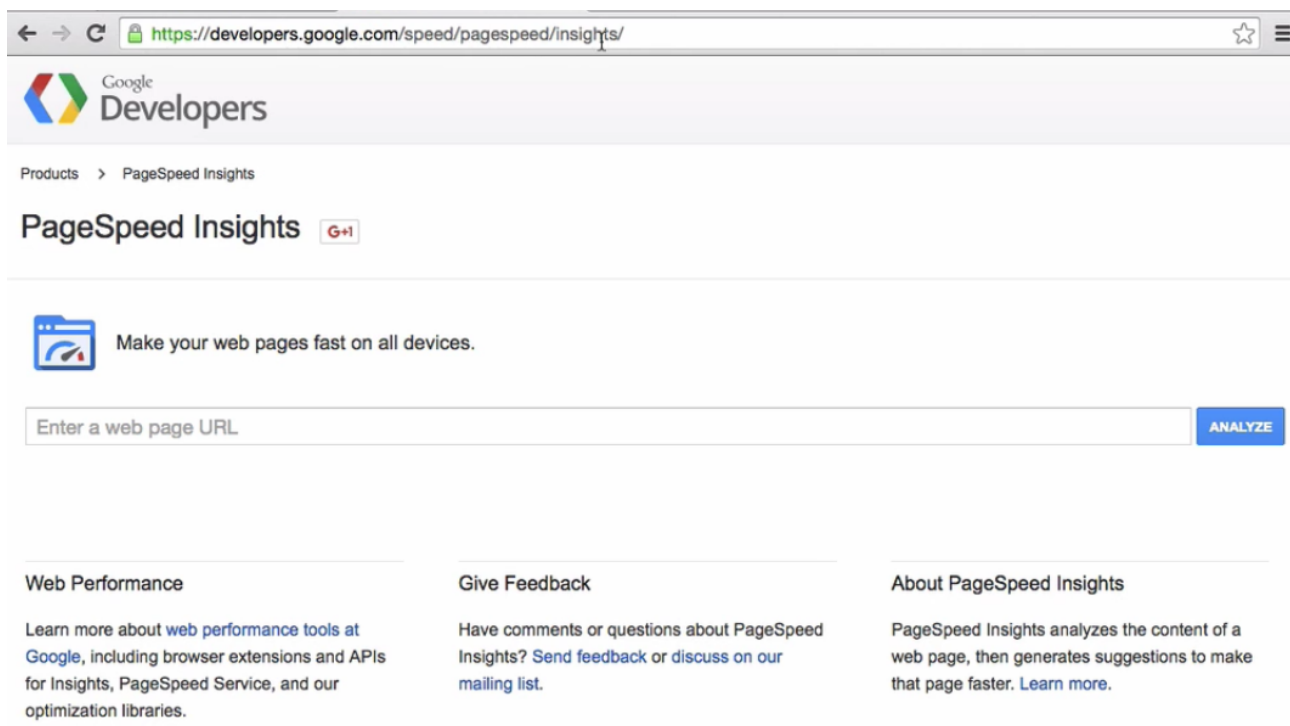 https://developers.google.com/speed/pagespeed/insights/
Google
Developers
Products > PageSpeed Insights
PageSpeed Insights G+1
Make your web pages fast on all devices.
Enter a web page URL ANALYZE
Web Performance
Learn more about web performance tools at
Google, including browser extensions and APIs
for Insights, PageSpeed Service, and our
optimization libraries.
Give Feedback
Have comments or questions about PageSpeed
Insights? Send feedback or discuss on our
mailing list.
About PageSpeed Insights
PageSpeed Insights analyzes the content of a
web page, then generates suggestions to make
that page faster. Learn more.